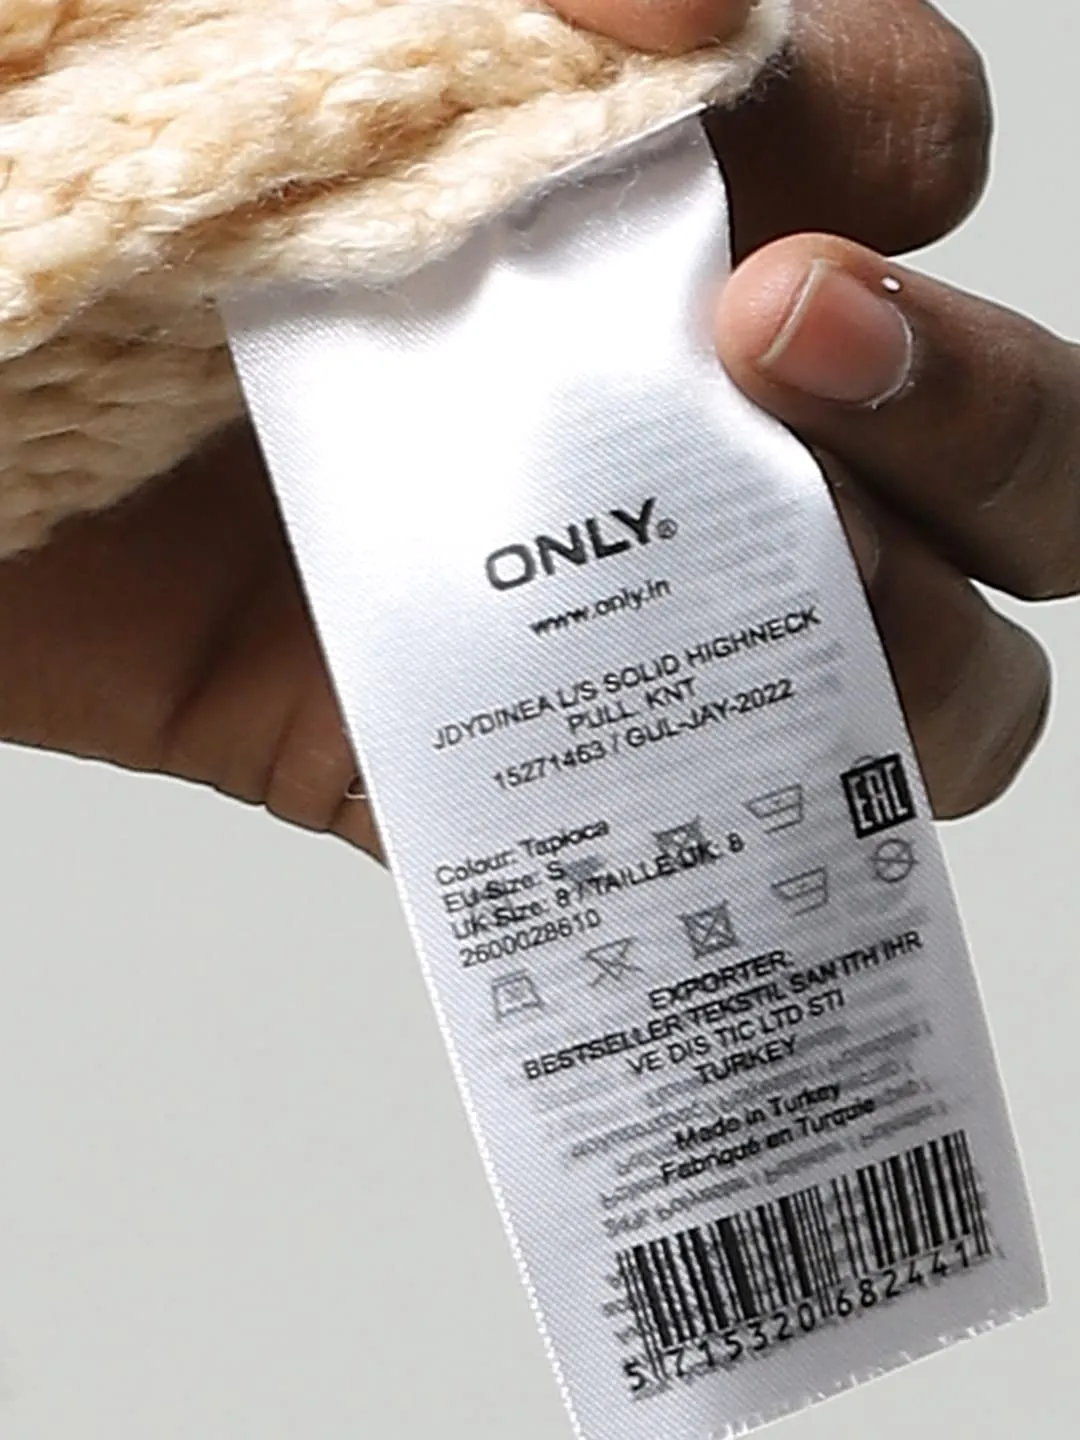 ONLY®
www.only.in
JDYDINEA L/S SOLID HIGHNECK
PULL KNT
15271463 / GUL-JAY-2022
EAC
Colour: Tapioca
EU-Size: S
UK-Size: 8 / TAILLE UK: 8
2600028610
EXPORTER:
BESTSELLER TEKSTIL SAN ITH IHR
VE DIS TIC LTD STI
TURKEY
Made in Turkey
Fabriqué en Turquie
5 715320 682441